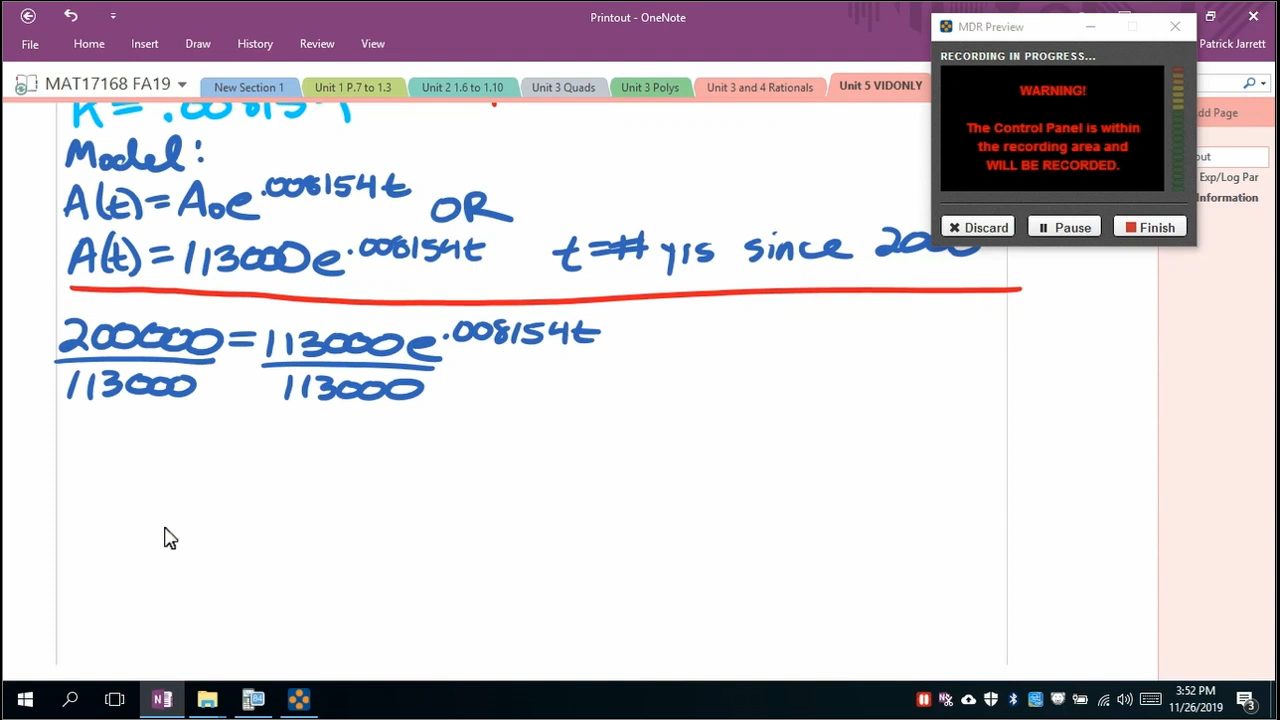 Printout - OneNote
File Home Insert Draw History Review View
Patrick Jarrett
MAT17168 FA19
New Section 1 Unit 1 P.7 to 1.3 Unit 2 1.6 to 1.10 Unit 3 Quads Unit 3 Polys Unit 3 and 4 Rationals Unit 5 VIDONLY
MDR Preview
RECORDING IN PROGRESS...
WARNING!
The Control Panel is within
the recording area and
WILL BE RECORDED.
Discard Pause Finish
dd Page
out
Exp/Log Par
Information
K = .008154
Model:
A(t) = A₀e^.008154t OR
A(t) = 113000e^.008154t t = # yrs since 2000
200000 = 113000e^.008154t
113000 113000
3:52 PM
11/26/2019
3